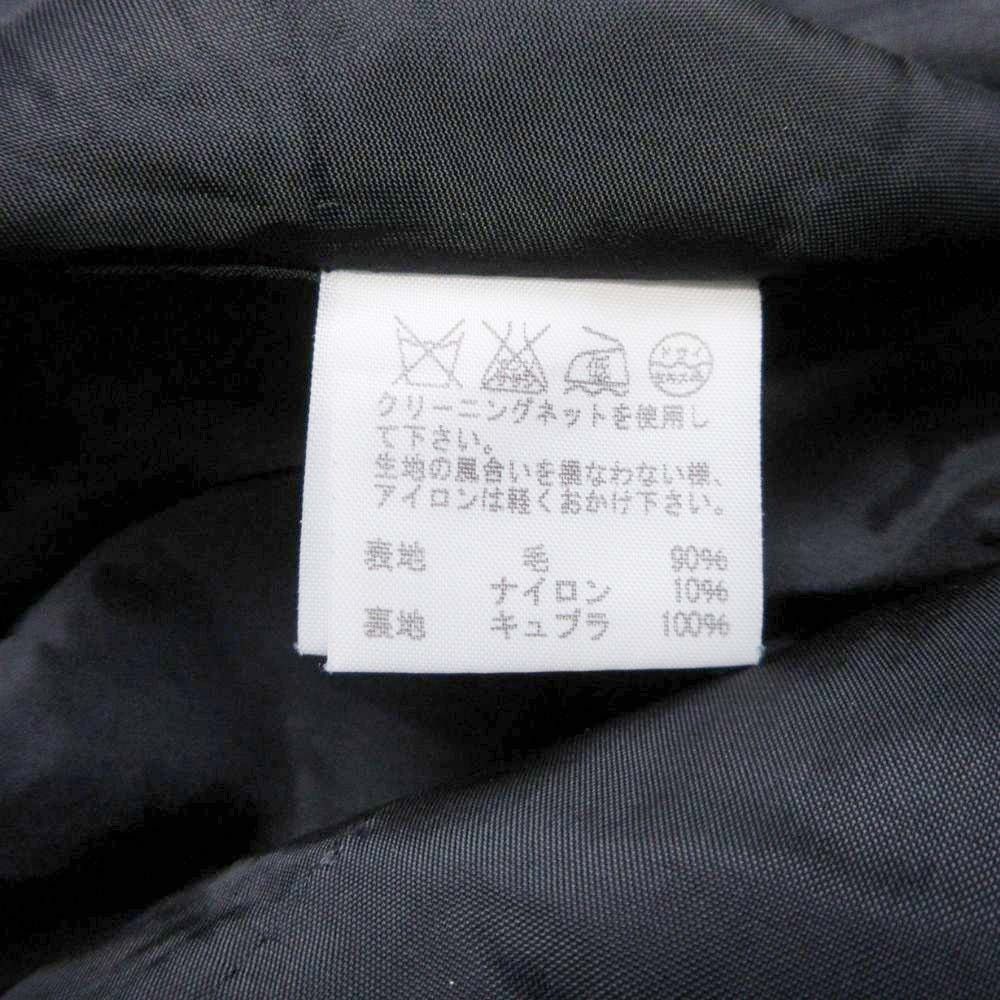 クリーニングネットを使用し
て下さい。
生地の風合いを損なわない様、
アイロンは軽くおかけ下さい。
表地 毛 90%
ナイロン 10%
裏地 キュプラ 100%